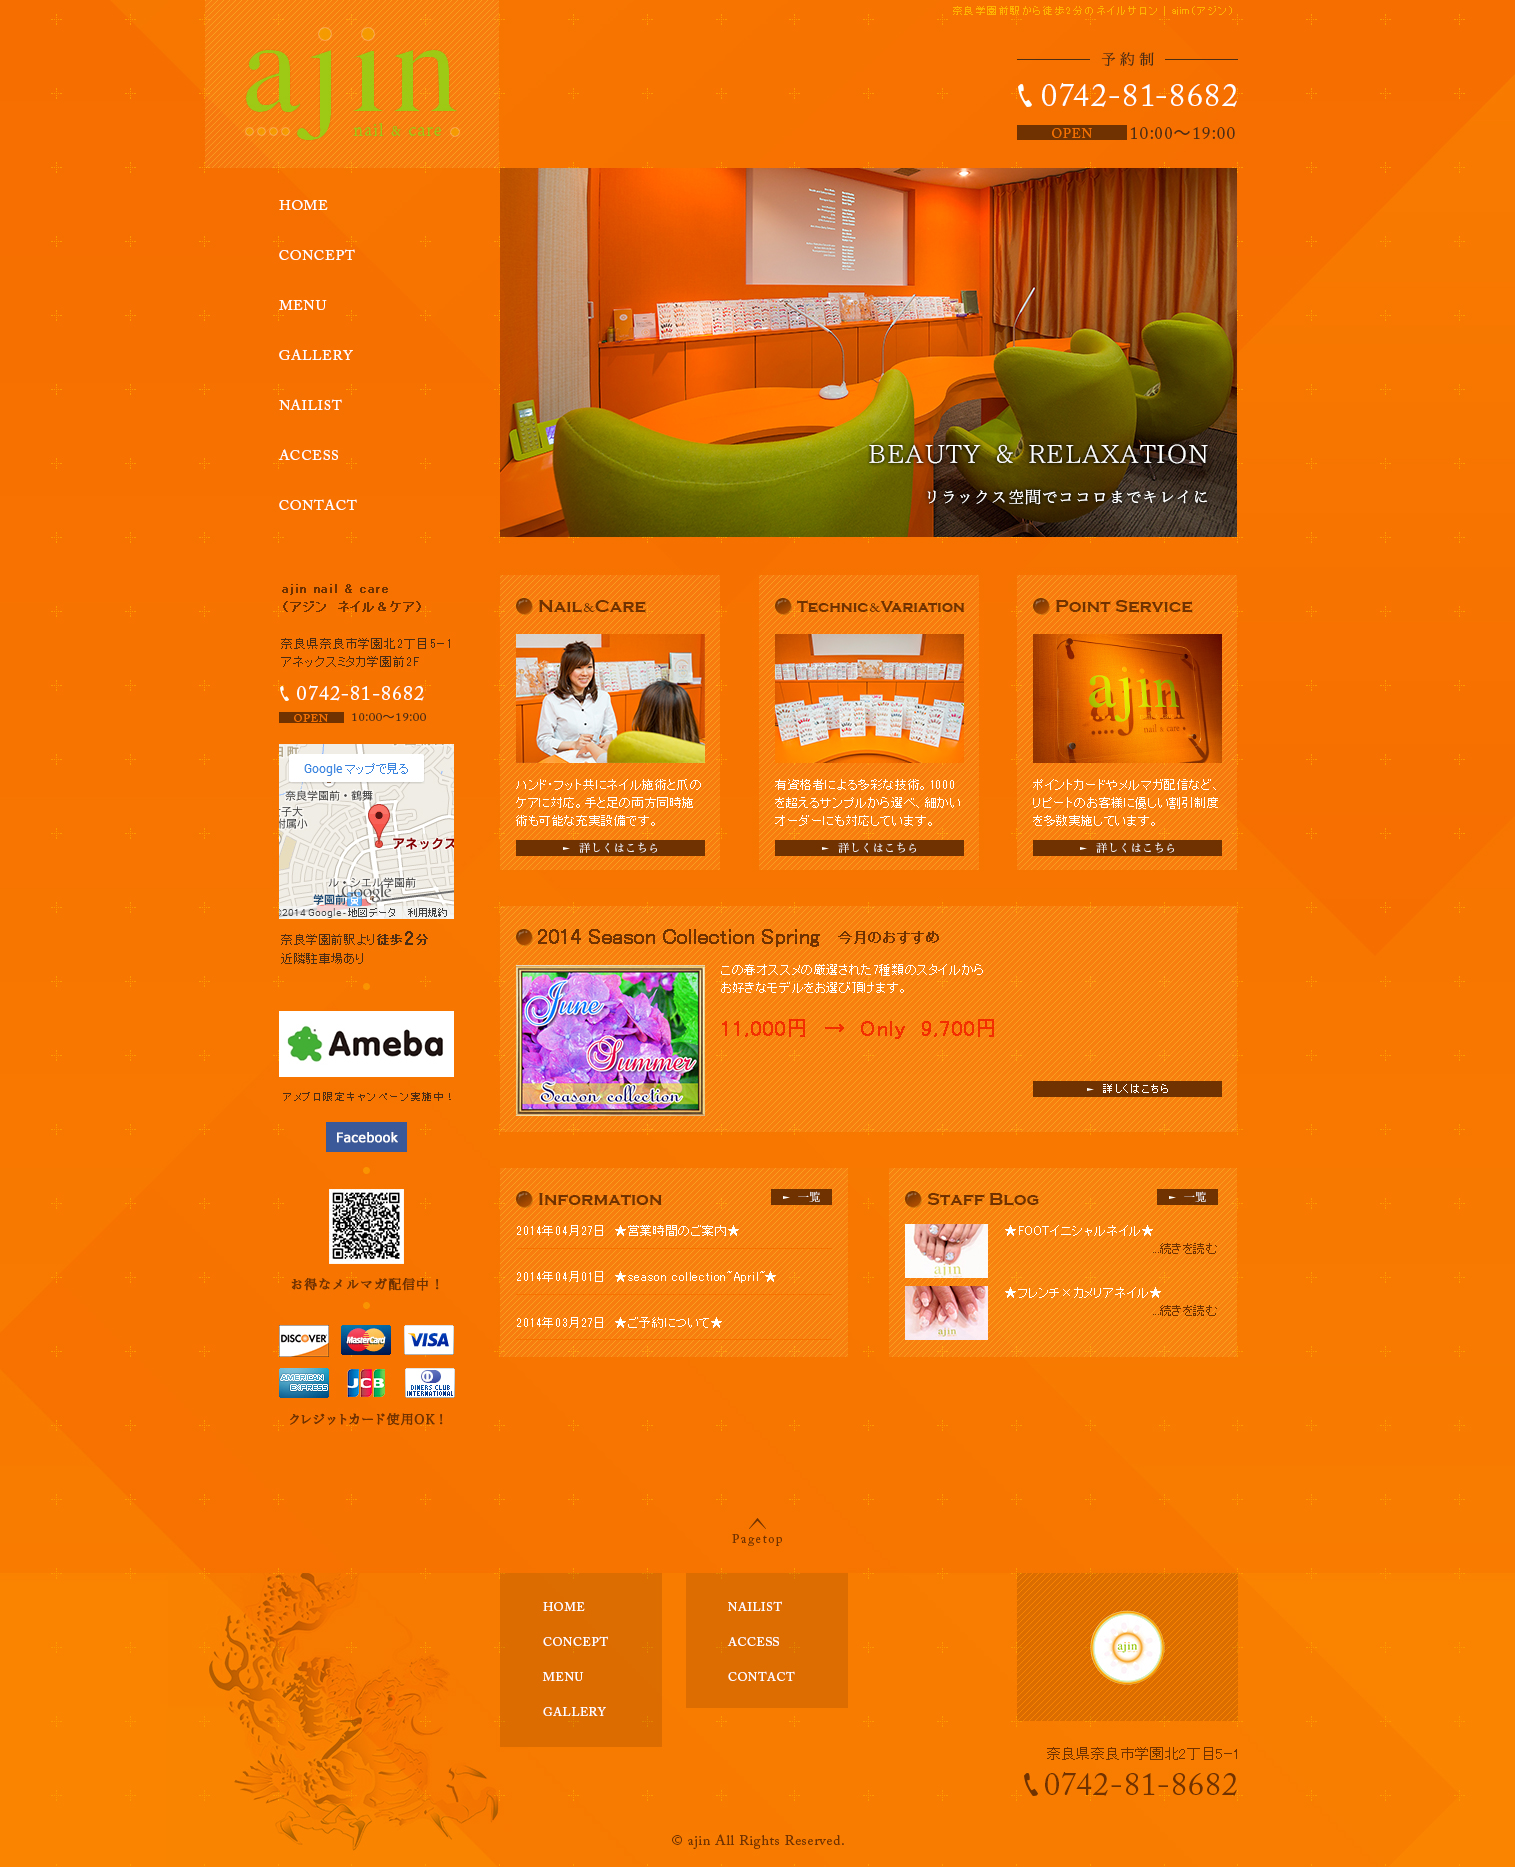 奈良学園前駅から徒歩2分のネイルサロン | ajin（アジン）
ajin
nail & care
予約制
0742-81-8682
OPEN 10:00〜19:00
HOME
CONCEPT
MENU
GALLERY
NAILIST
ACCESS
CONTACT
BEAUTY & RELAXATION
リラックス空間でココロまでキレイに
ajin nail & care
（アジン ネイル＆ケア）
奈良県奈良市学園北2丁目5-1
アネックスミタカ学園前2F
0742-81-8682
OPEN 10:00〜19:00
Google マップで見る
奈良学園前・鶴舞
子大
附属小
アネックス
ル・シエル学園前
Google
学園前
©2014 Google - 地図データ 利用規約
奈良学園前駅より徒歩2分
近隣駐車場あり
Ameba
アメブロ限定キャンペーン実施中！
Facebook
お得なメルマガ配信中！
DISCOVER
MasterCard
VISA
AMERICAN EXPRESS
JCB
DINERS CLUB INTERNATIONAL
クレジットカード使用OK！
NAIL&CARE
ハンド・フット共にネイル施術と爪の
ケアに対応。手と足の両方同時施
術も可能な充実設備です。
► 詳しくはこちら
TECHNIC&VARIATION
有資格者による多彩な技術。1000
を超えるサンプルから選べ、細かい
オーダーにも対応しています。
► 詳しくはこちら
POINT SERVICE
ajin
nail & care
ポイントカードやメルマガ配信など、
リピートのお客様に優しい割引制度
を多数実施しています。
► 詳しくはこちら
2014 Season Collection Spring 今月のおすすめ
June
Summer
Season collection
この春オススメの厳選された7種類のスタイルから
お好きなモデルをお選び頂けます。
11,000円 → Only 9,700円
► 詳しくはこちら
INFORMATION
► 一覧
2014年04月27日 ★営業時間のご案内★
2014年04月01日 ★season collection~April~★
2014年03月27日 ★ご予約について★
STAFF BLOG
► 一覧
ajin
★FOOTイニシャルネイル★
...続きを読む
ajin
★フレンチ×カメリアネイル★
...続きを読む
Pagetop
HOME
CONCEPT
MENU
GALLERY
NAILIST
ACCESS
CONTACT
ajin
奈良県奈良市学園北2丁目5-1
0742-81-8682
© ajin All Rights Reserved.